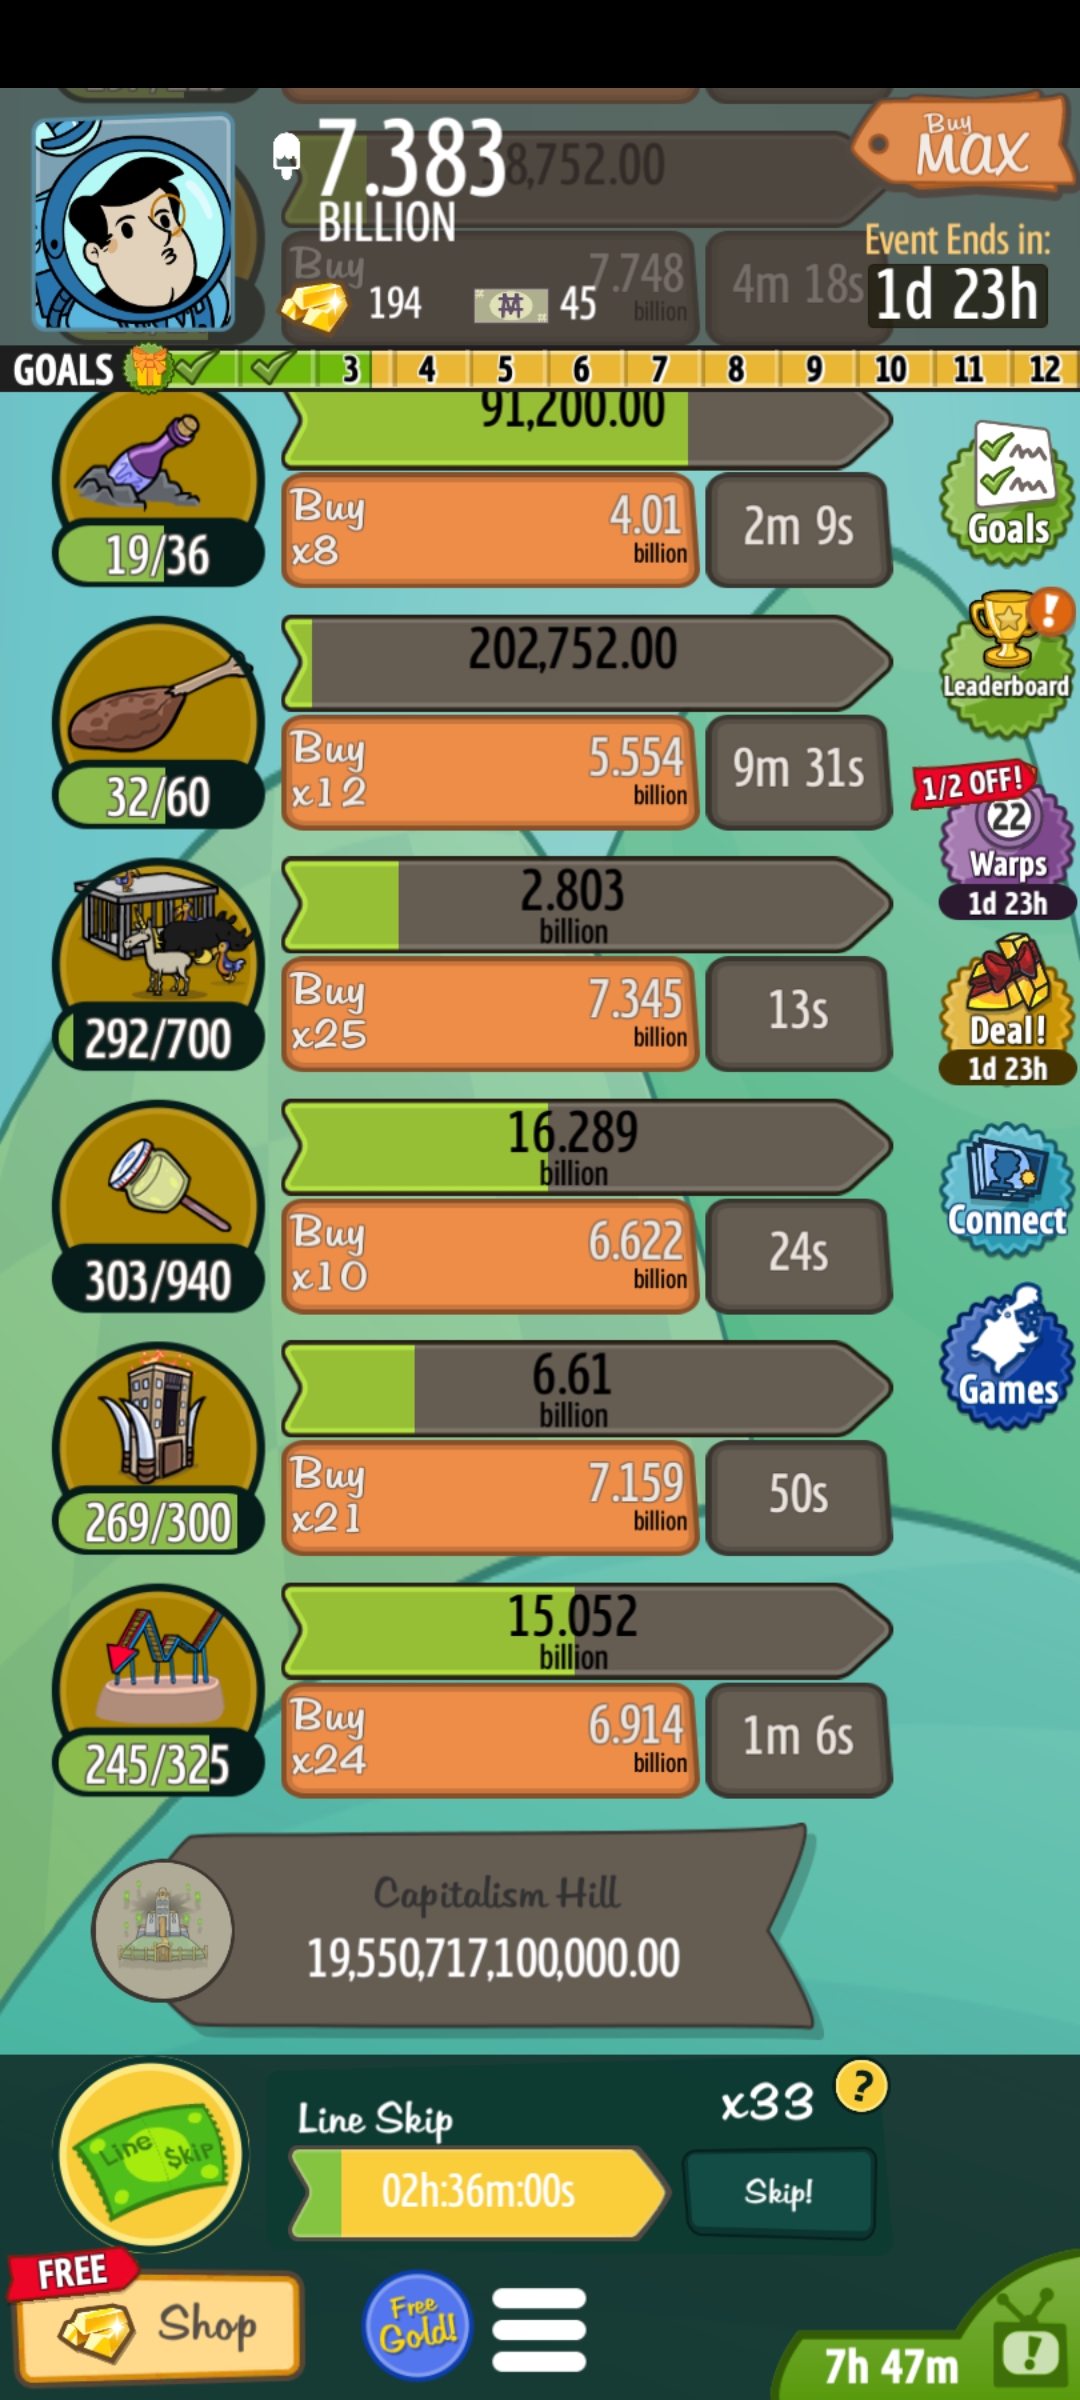 7.383
BILLION
8,752.00
Buy
MAX
Buy
7.748
billion
4m 18s
194
45
Event Ends in:
1d 23h
GOALS 3 4 5 6 7 8 9 10 11 12
91,200.00
19/36
Buy
x8
4.01
billion
2m 9s
Goals
202,752.00
32/60
Buy
x12
5.554
billion
9m 31s
Leaderboard
1/2 OFF!
22
Warps
1d 23h
2.803
billion
292/700
Buy
x25
7.345
billion
13s
Deal!
1d 23h
16.289
billion
303/940
Buy
x10
6.622
billion
24s
Connect
6.61
billion
269/300
Buy
x21
7.159
billion
50s
Games
15.052
billion
245/325
Buy
x24
6.914
billion
1m 6s
Capitalism Hill
19,550,717,100,000.00
Line $kip
Line Skip
x33
?
02h:36m:00s
Skip!
FREE
Shop
Free
Gold!
7h 47m